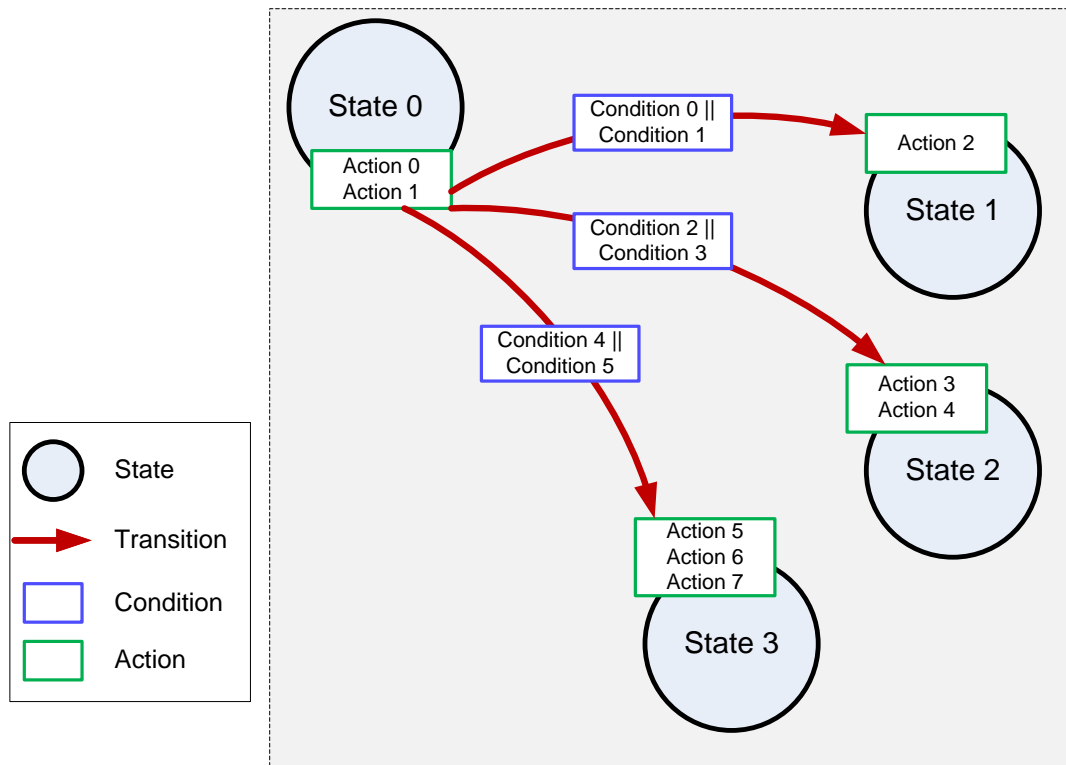 State 0
Action 0
Action 1
Condition 0 ||
Condition 1
Action 2
State 1
Condition 2 ||
Condition 3
Action 3
Action 4
State 2
Condition 4 ||
Condition 5
Action 5
Action 6
Action 7
State 3
State
Transition
Condition
Action